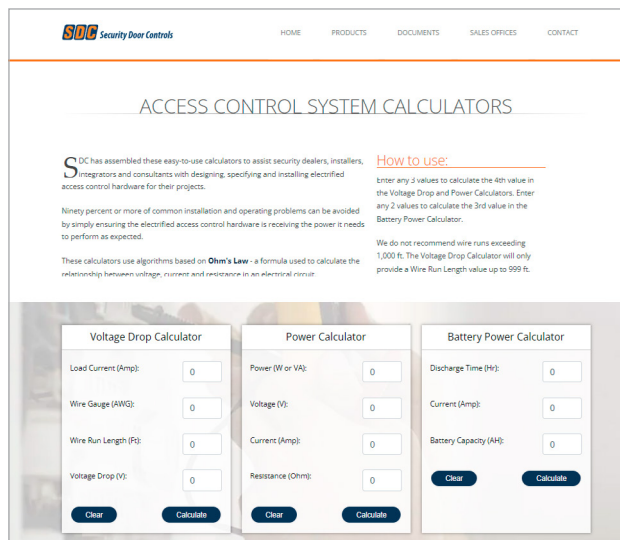 SDC Security Door Controls
HOME PRODUCTS DOCUMENTS SALES OFFICES CONTACT
ACCESS CONTROL SYSTEM CALCULATORS
SDC has assembled these easy-to-use calculators to assist security dealers, installers,
integrators and consultants with designing, specifying and installing electrified
access control hardware for their projects.
Ninety percent or more of common installation and operating problems can be avoided
by simply ensuring the electrified access control hardware is receiving the power it needs
to perform as expected.
These calculators use algorithms based on Ohm's Law - a formula used to calculate the
relationship between voltage, current and resistance in an electrical circuit
How to use:
Enter any 3 values to calculate the 4th value in
the Voltage Drop and Power Calculators. Enter
any 2 values to calculate the 3rd value in the
Battery Power Calculator.
We do not recommend wire runs exceeding
1,000 ft. The Voltage Drop Calculator will only
provide a Wire Run Length value up to 999 ft.
Voltage Drop Calculator
Load Current (Amp): 0
Wire Gauge (AWG): 0
Wire Run Length (Ft): 0
Voltage Drop (V): 0
Clear Calculate
Power Calculator
Power (W or VA): 0
Voltage (V): 0
Current (Amp): 0
Resistance (Ohm): 0
Clear Calculate
Battery Power Calculator
Discharge Time (Hr): 0
Current (Amp): 0
Battery Capacity (AH): 0
Clear Calculate